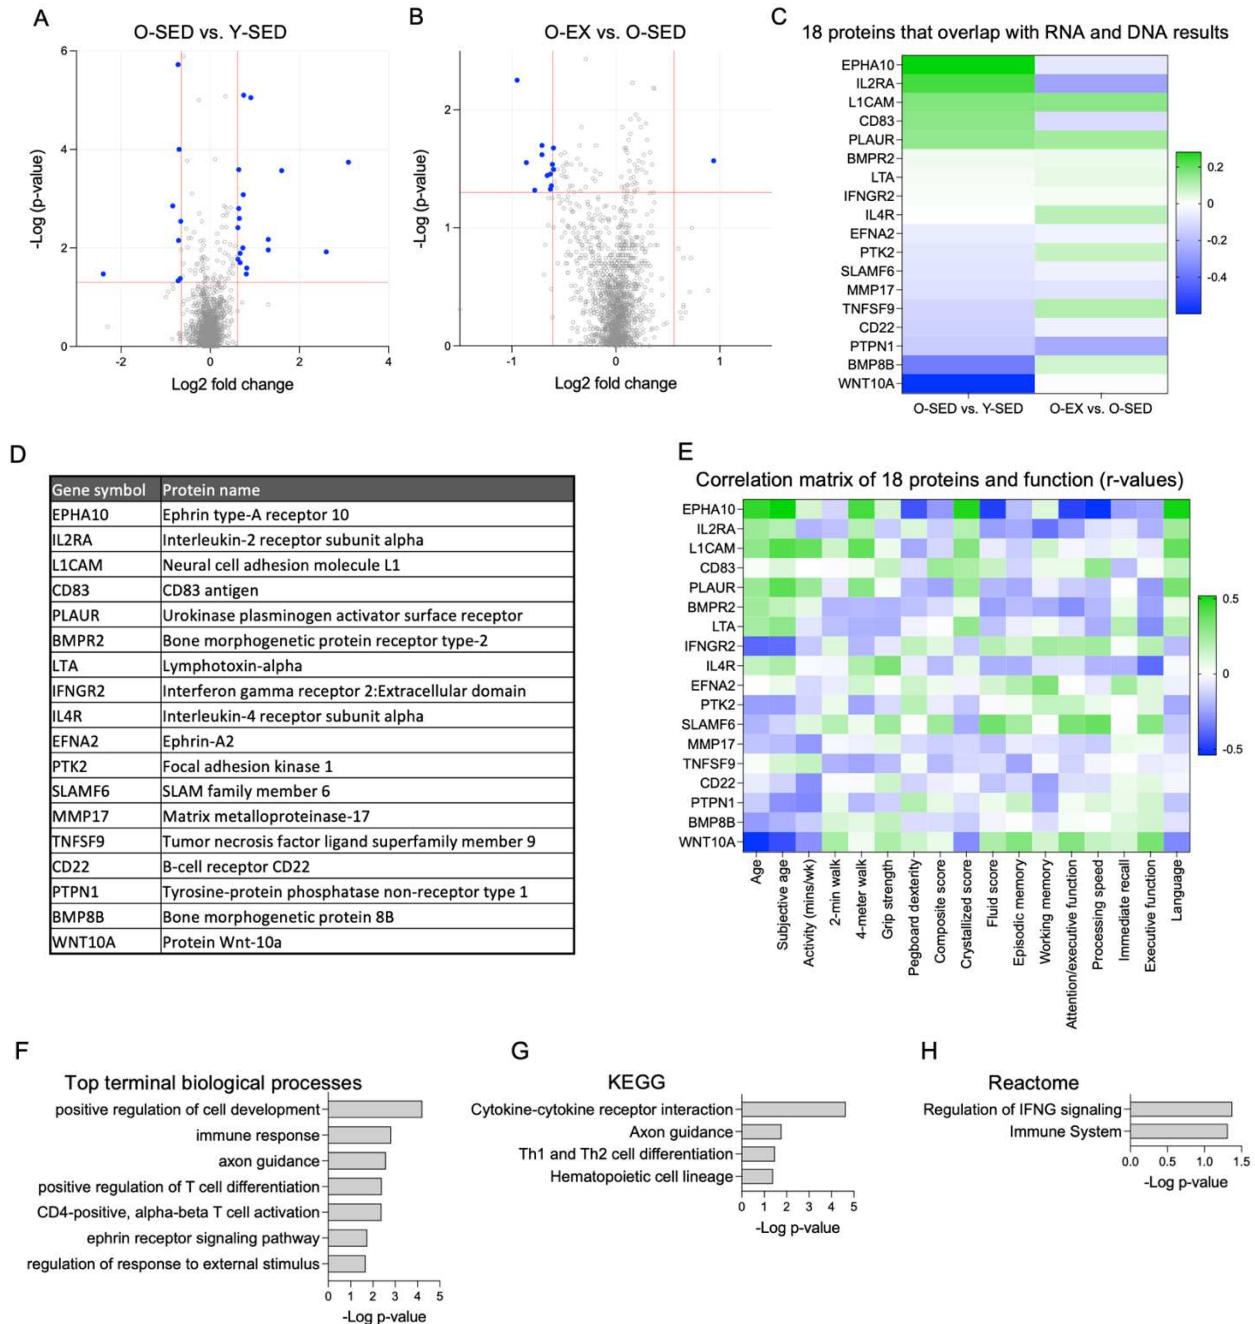 A
O-SED vs. Y-SED
6
4
2
0
-Log (p-value)
-2
0
2
4
Log2 fold change
B
O-EX vs. O-SED
2
1
0
-Log (p-value)
-1
0
1
Log2 fold change
C
18 proteins that overlap with RNA and DNA results
EPHA10
IL2RA
L1CAM
CD83
PLAUR
BMPR2
LTA
IFNGR2
IL4R
EFNA2
PTK2
SLAMF6
MMP17
TNFSF9
CD22
PTPN1
BMP8B
WNT10A
O-SED vs. Y-SED
O-EX vs. O-SED
0.2
0
-0.2
-0.4
D
Gene symbol Protein name
EPHA10 Ephrin type-A receptor 10
IL2RA Interleukin-2 receptor subunit alpha
L1CAM Neural cell adhesion molecule L1
CD83 CD83 antigen
PLAUR Urokinase plasminogen activator surface receptor
BMPR2 Bone morphogenetic protein receptor type-2
LTA Lymphotoxin-alpha
IFNGR2 Interferon gamma receptor 2:Extracellular domain
IL4R Interleukin-4 receptor subunit alpha
EFNA2 Ephrin-A2
PTK2 Focal adhesion kinase 1
SLAMF6 SLAM family member 6
MMP17 Matrix metalloproteinase-17
TNFSF9 Tumor necrosis factor ligand superfamily member 9
CD22 B-cell receptor CD22
PTPN1 Tyrosine-protein phosphatase non-receptor type 1
BMP8B Bone morphogenetic protein 8B
WNT10A Protein Wnt-10a
E
Correlation matrix of 18 proteins and function (r-values)
EPHA10
IL2RA
L1CAM
CD83
PLAUR
BMPR2
LTA
IFNGR2
IL4R
EFNA2
PTK2
SLAMF6
MMP17
TNFSF9
CD22
PTPN1
BMP8B
WNT10A
Age
Subjective age
Activity (mins/wk)
2-min walk
4-meter walk
Grip strength
Pegboard dexterity
Composite score
Crystallized score
Fluid score
Episodic memory
Working memory
Attention/executive function
Processing speed
Immediate recall
Executive function
Language
0.5
0
-0.5
F
Top terminal biological processes
positive regulation of cell development
immune response
axon guidance
positive regulation of T cell differentiation
CD4-positive, alpha-beta T cell activation
ephrin receptor signaling pathway
regulation of response to external stimulus
0 1 2 3 4 5
-Log p-value
G
KEGG
Cytokine-cytokine receptor interaction
Axon guidance
Th1 and Th2 cell differentiation
Hematopoietic cell lineage
0 1 2 3 4 5
-Log p-value
H
Reactome
Regulation of IFNG signaling
Immune System
0.0 0.5 1.0 1.5
-Log p-value